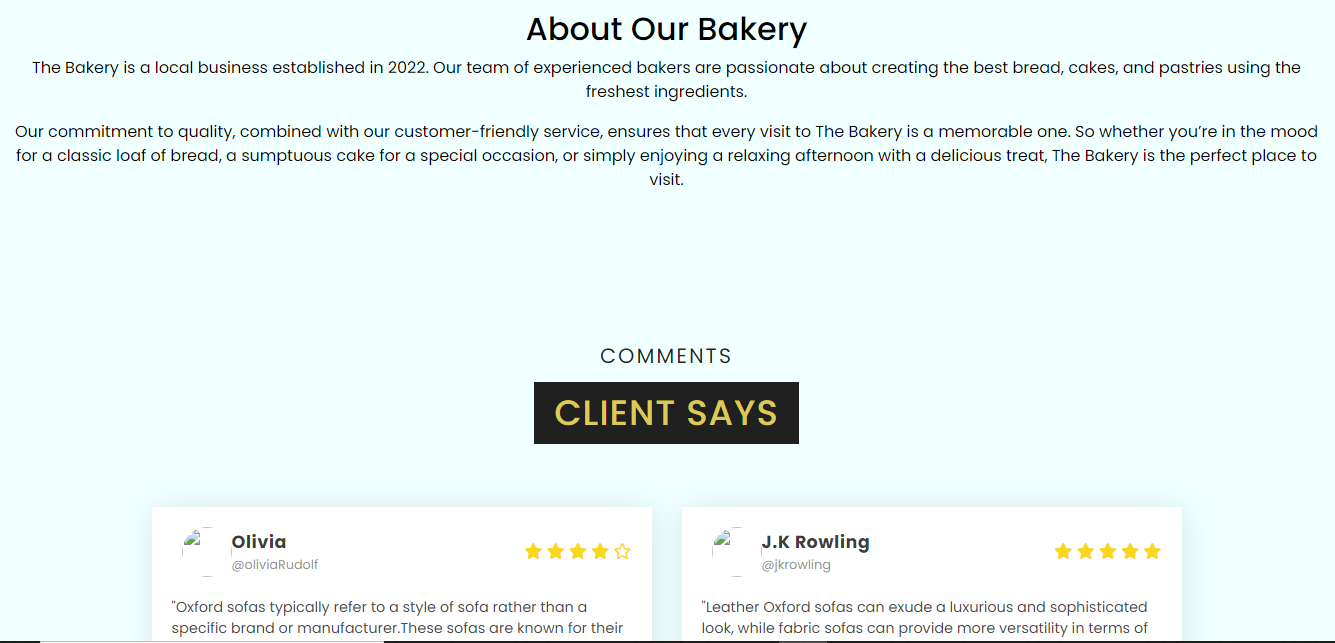 About Our Bakery
The Bakery is a local business established in 2022. Our team of experienced bakers are passionate about creating the best bread, cakes, and pastries using the
freshest ingredients.
Our commitment to quality, combined with our customer-friendly service, ensures that every visit to The Bakery is a memorable one. So whether you’re in the mood
for a classic loaf of bread, a sumptuous cake for a special occasion, or simply enjoying a relaxing afternoon with a delicious treat, The Bakery is the perfect place to
visit.
COMMENTS
CLIENT SAYS
Olivia
@oliviaRudolf
"Oxford sofas typically refer to a style of sofa rather than a
specific brand or manufacturer.These sofas are known for their
J.K Rowling
@jkrowling
"Leather Oxford sofas can exude a luxurious and sophisticated
look, while fabric sofas can provide more versatility in terms of